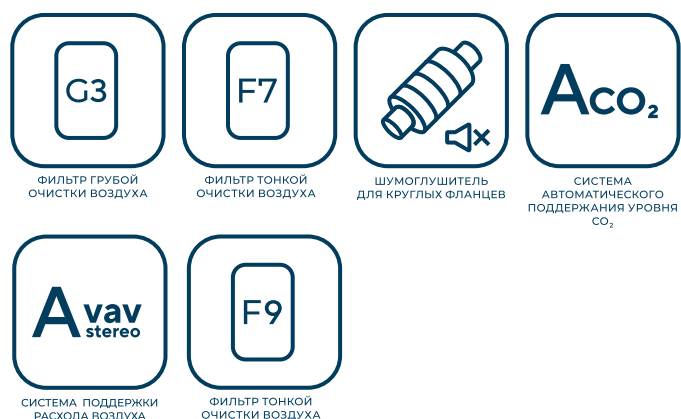 G3
F7
Aco₂
ФИЛЬТР ГРУБОЙ
ОЧИСТКИ ВОЗДУХА
ФИЛЬТР ТОНКОЙ
ОЧИСТКИ ВОЗДУХА
ШУМОГЛУШИТЕЛЬ
ДЛЯ КРУГЛЫХ ФЛАНЦЕВ
СИСТЕМА
АВТОМАТИЧЕСКОГО
ПОДДЕРЖАНИЯ УРОВНЯ
CO₂
A vav
stereo
F9
СИСТЕМА ПОДДЕРЖКИ
РАСХОДА ВОЗДУХА
ФИЛЬТР ТОНКОЙ
ОЧИСТКИ ВОЗДУХА